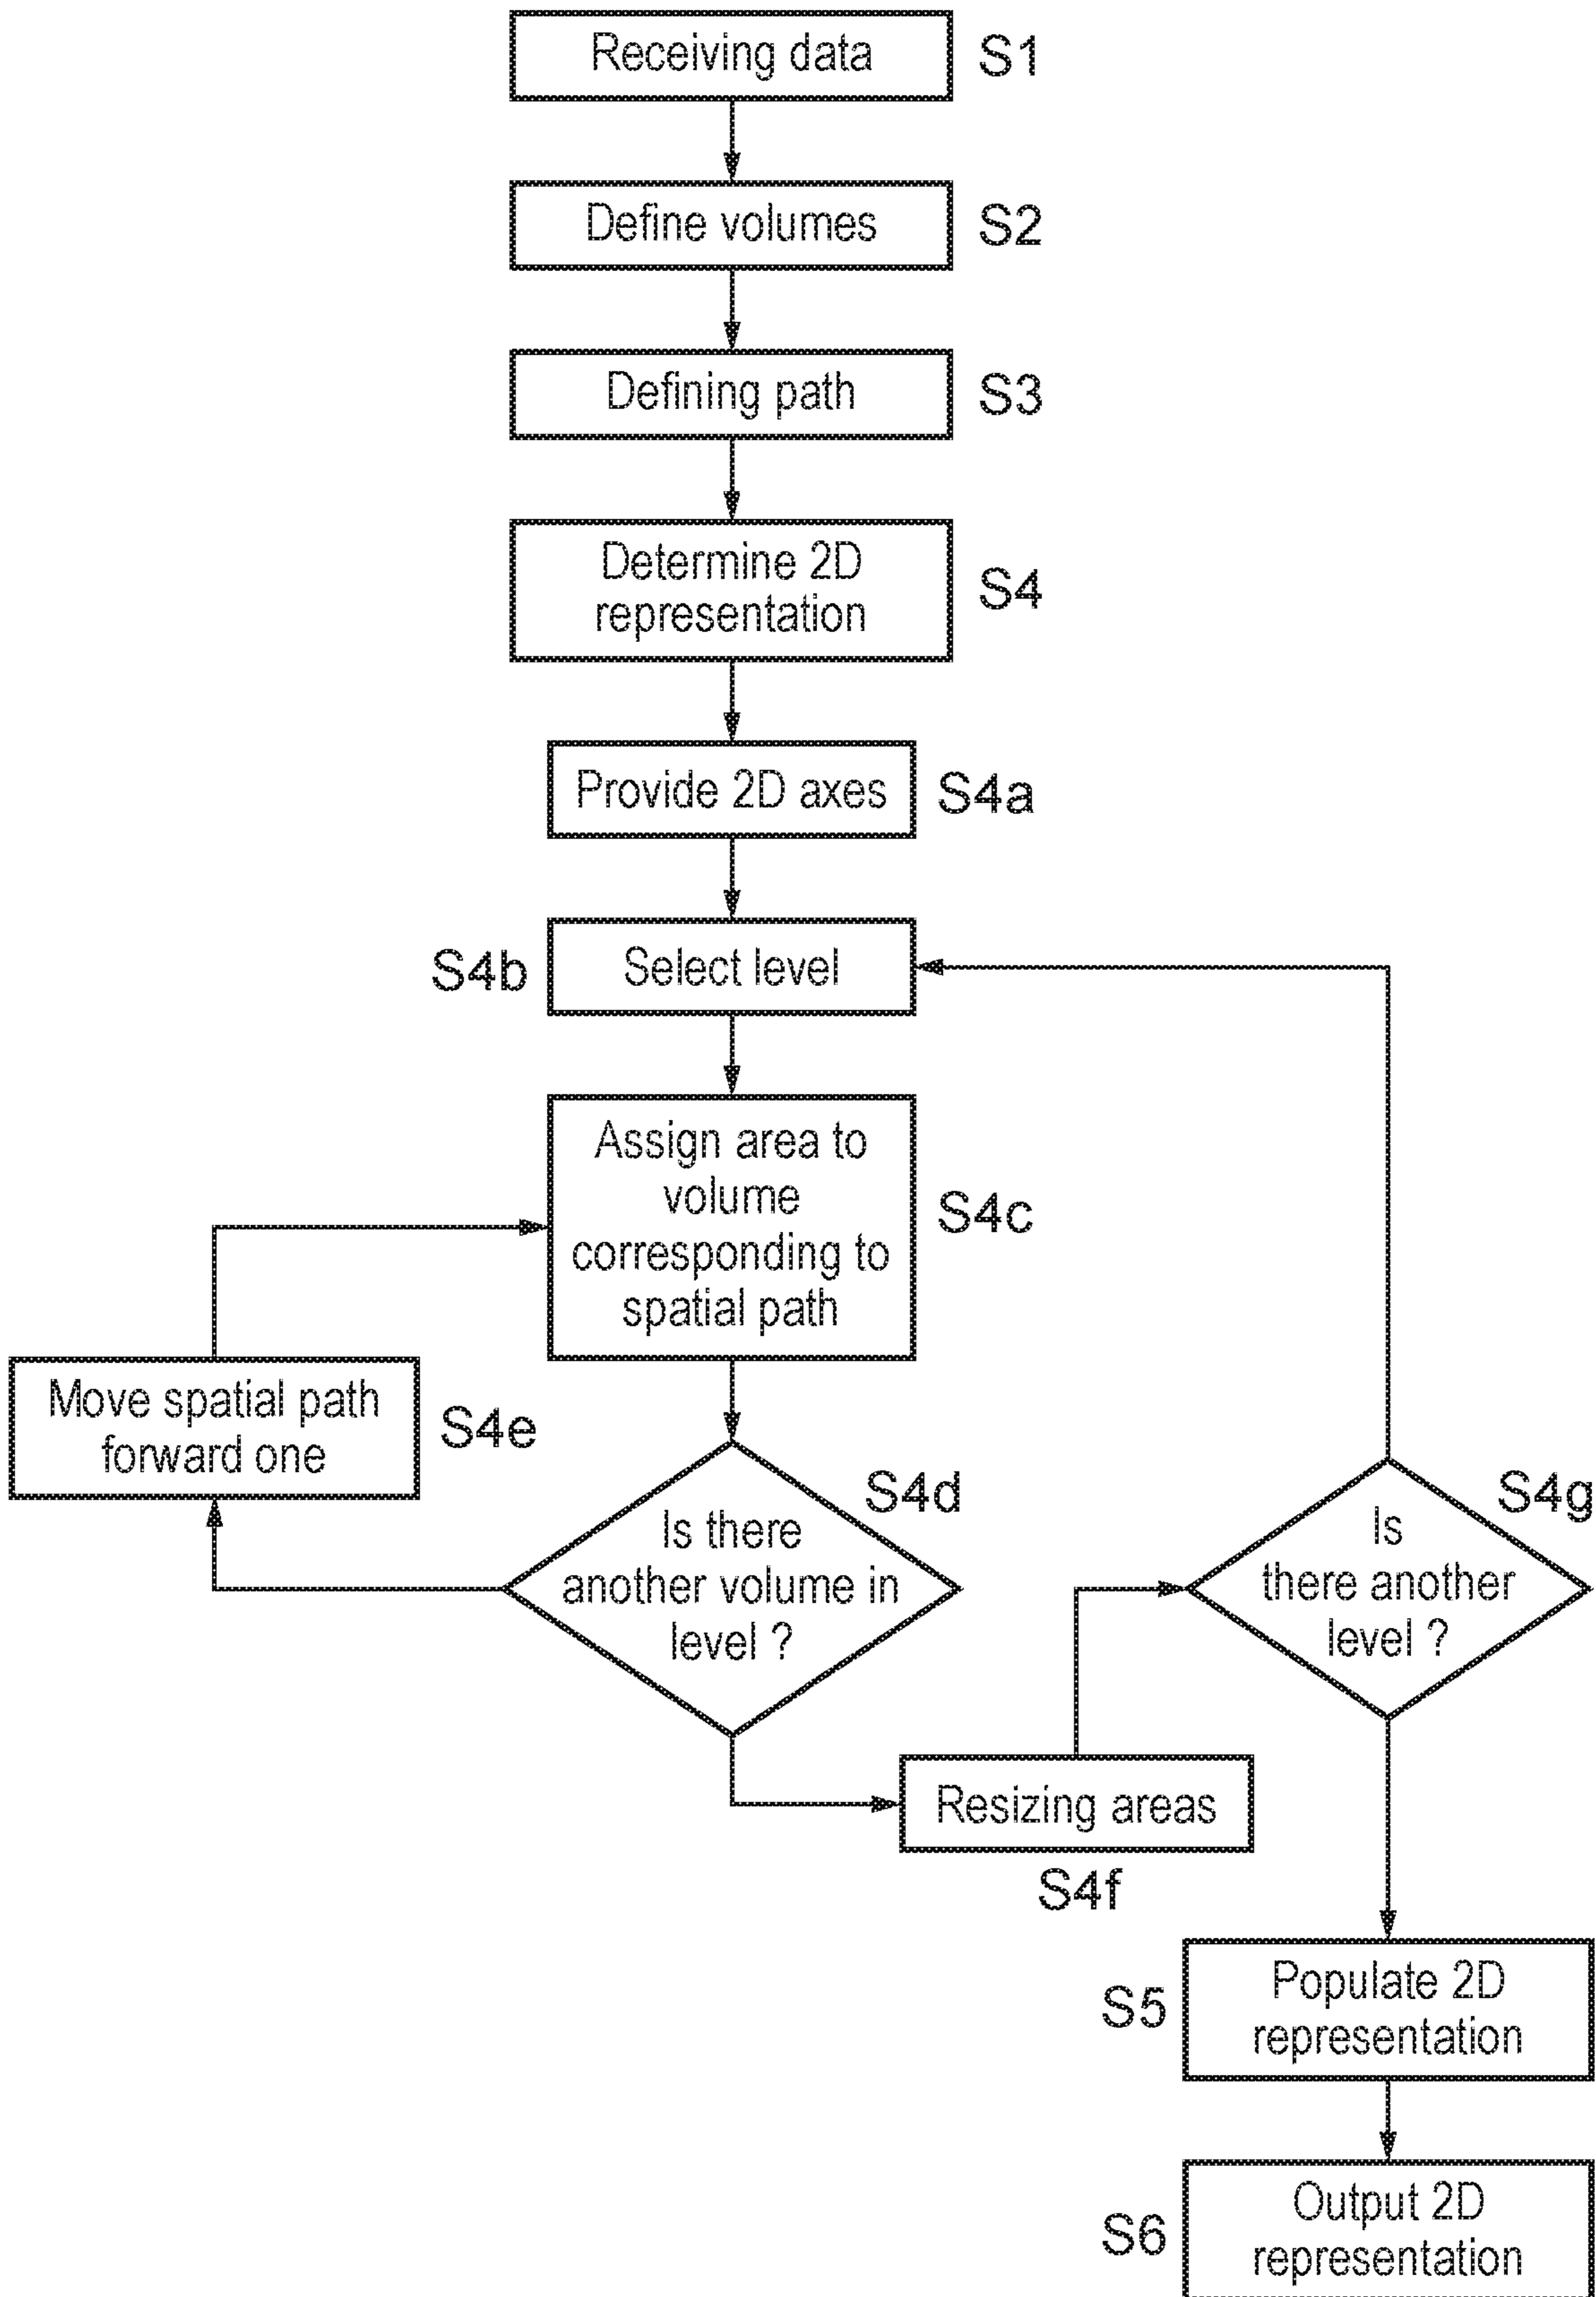 Receiving data
S1
Define volumes
S2
Defining path
S3
Determine 2D
representation
S4
Provide 2D axes
S4a
S4b
Select level
Assign area to
volume
corresponding to
spatial path
S4c
Move spatial path
forward one
S4e
S4d
Is there
another volume in
level ?
S4g
Is
there another
level ?
Resizing areas
S4f
S5
Populate 2D
representation
S6
Output 2D
representation